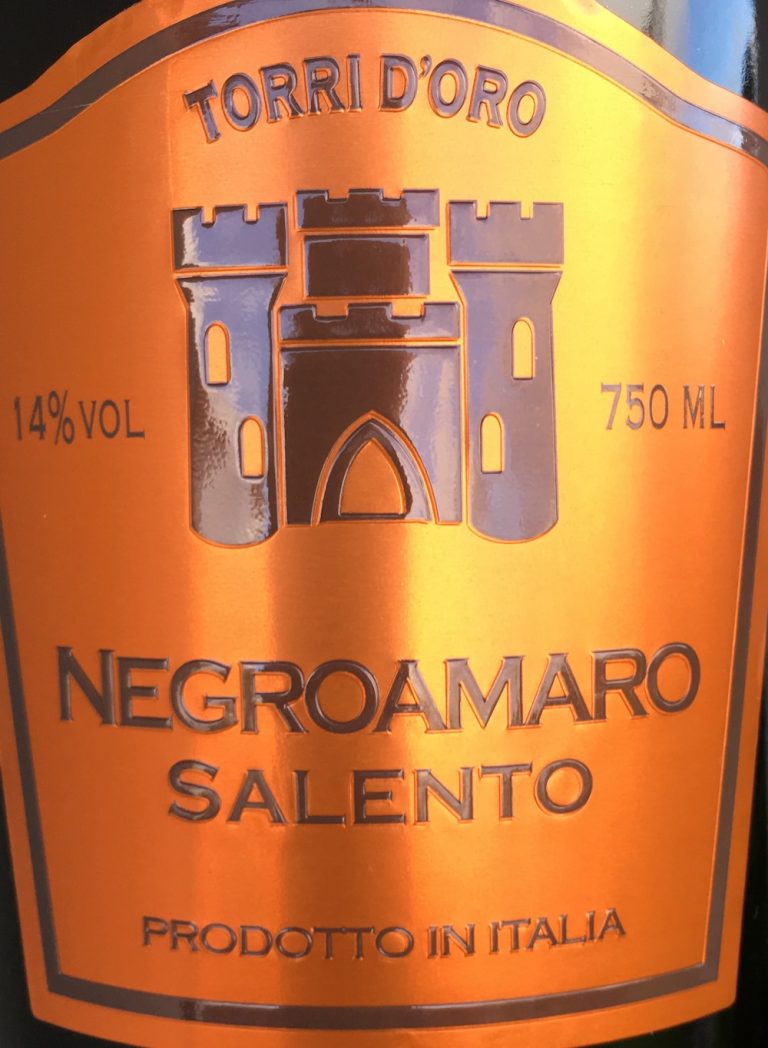 TORRI D'ORO
14% VOL
750 ML
NEGROAMARO
SALENTO
PRODOTTO IN ITALIA